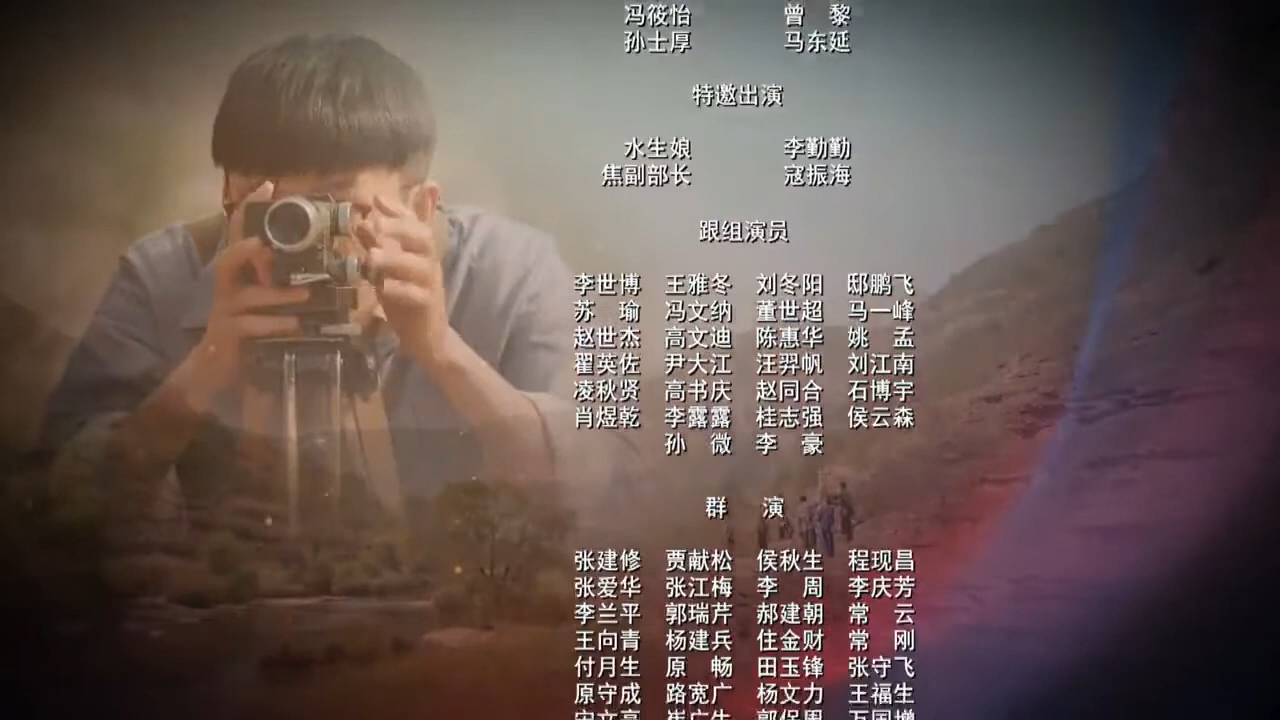 冯筱怡 曾 黎
孙士厚 马东延
特邀出演
水生娘 李勤勤
焦副部长 寇振海
跟组演员
李世博 王雅冬 刘冬阳 邸鹏飞
苏 瑜 冯文纳 董世超 马一峰
赵世杰 高文迪 陈惠华 姚 孟
翟英佐 尹大江 汪羿帆 刘江南
凌秋贤 高书庆 赵同合 石博宇
肖煜乾 李露露 桂志强 侯云森
孙 微 李 豪
群 演
张建修 贾献松 侯秋生 程现昌
张爱华 张江梅 李 周 李庆芳
李兰平 郭瑞芹 郝建朝 常 云
王向青 杨建兵 住金财 常 刚
付月生 原 畅 田玉锋 张守飞
原守成 路宽广 杨文力 王福生